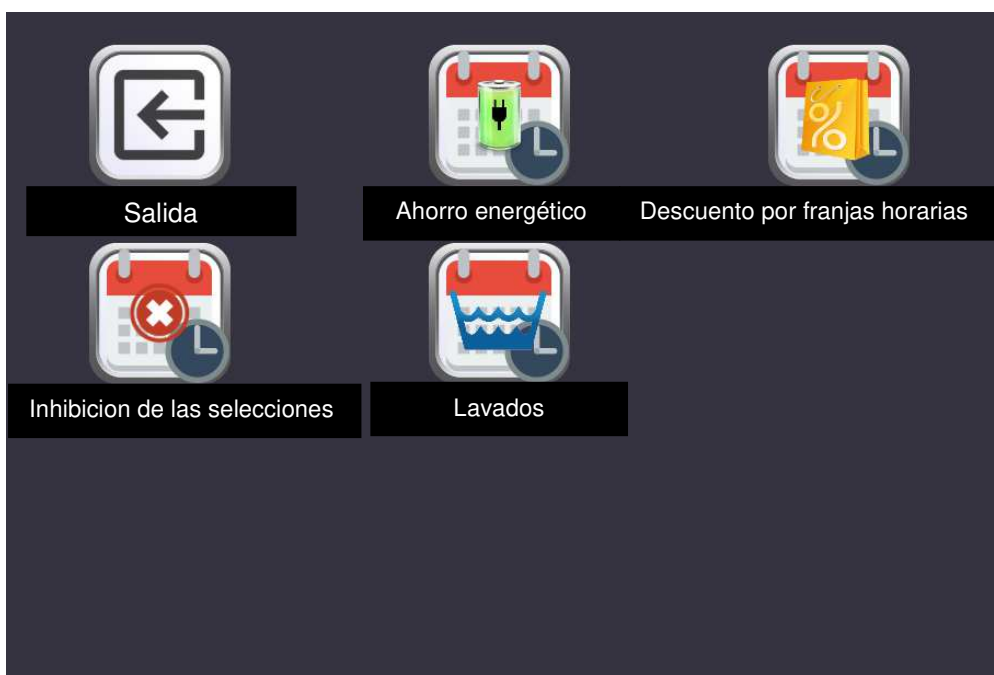 Salida
Ahorro energético
Descuento por franjas horarias
Inhibicion de las selecciones
Lavados